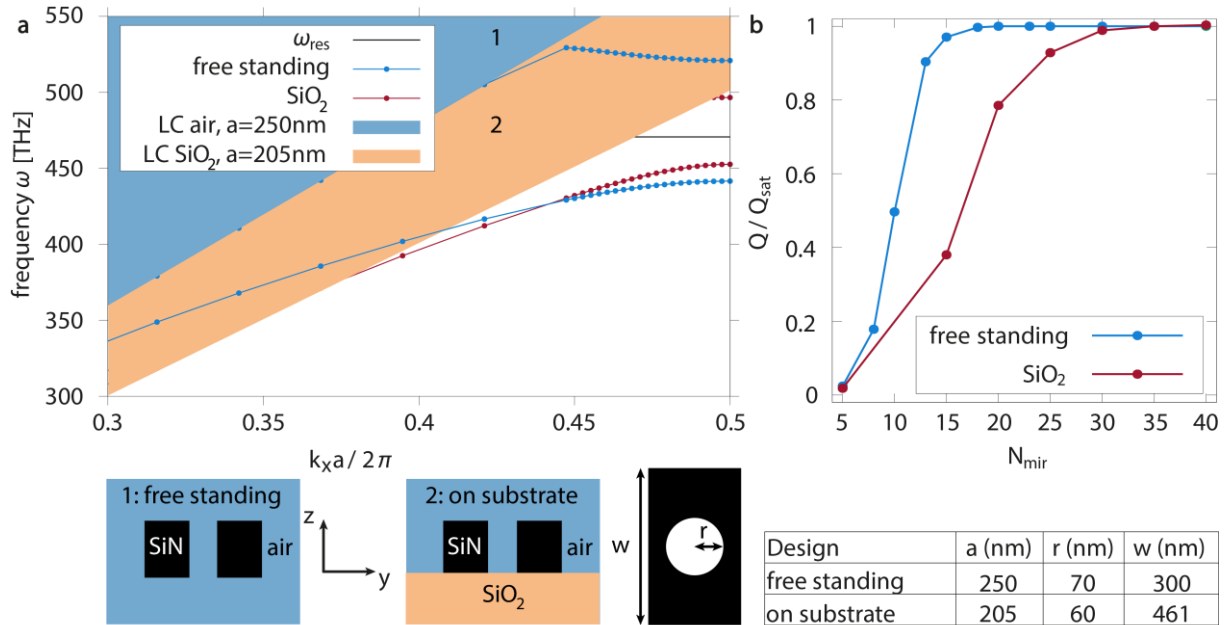 a
550
500
450
400
350
300
frequency ω [THz]
ω_res
free standing
SiO₂
LC air, a=250nm
LC SiO₂, a=205nm
1
2
0.3 0.35 0.4 0.45 0.5
kₓa / 2π
b
1
0.8
0.6
0.4
0.2
0
Q / Q_sat
free standing
SiO₂
5 10 15 20 25 30 35 40
N_mir
1: free standing
SiN
air
z
y
2: on substrate
SiN
air
SiO₂
w
r
Design a (nm) r (nm) w (nm)
free standing 250 70 300
on substrate 205 60 461